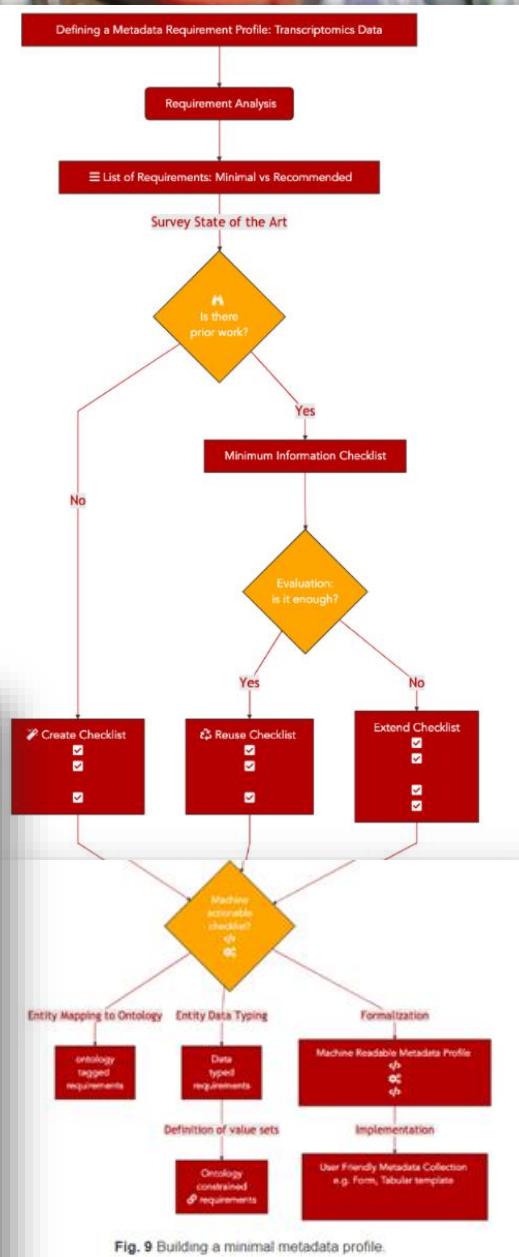 Defining a Metadata Requirement Profile: Transcriptomics Data
Requirement Analysis
List of Requirements: Minimal vs Recommended
Survey State of the Art
Is there
prior work?
Yes
No
Minimum Information Checklist
Evaluation:
is it enough?
Yes
No
Create Checklist
Reuse Checklist
Extend Checklist
Machine
actionable
checklist?
</>
Entity Mapping to Ontology
Entity Data Typing
Formalization
ontology
tagged
requirements
Data
typed
requirements
Machine Readable Metadata Profile
</>
</>
Definition of value sets
Implementation
Ontology
constrained
requirements
User Friendly Metadata Collection
e.g. Form, Tabular template
Fig. 9 Building a minimal metadata profile.